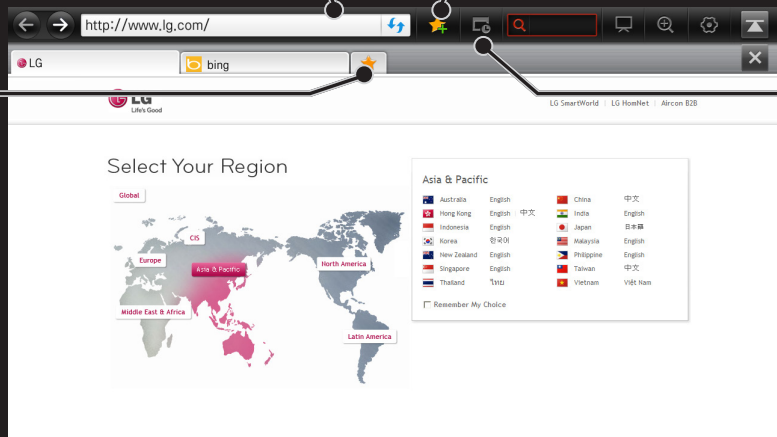 http://www.lg.com/
LG
bing
LG
Life's Good
LG SmartWorld | LG HomNet | Aircon B2B
Select Your Region
Global
CIS
Europe
Asia & Pacific
North America
Middle East & Africa
Latin America
Asia & Pacific
Australia English China 中文
Hong Kong English 中文 India English
Indonesia English Japan 日本語
Korea 한국어 Malaysia English
New Zealand English Philippine English
Singapore English Taiwan 中文
Thailand ไทย Vietnam Việt Nam
Remember My Choice